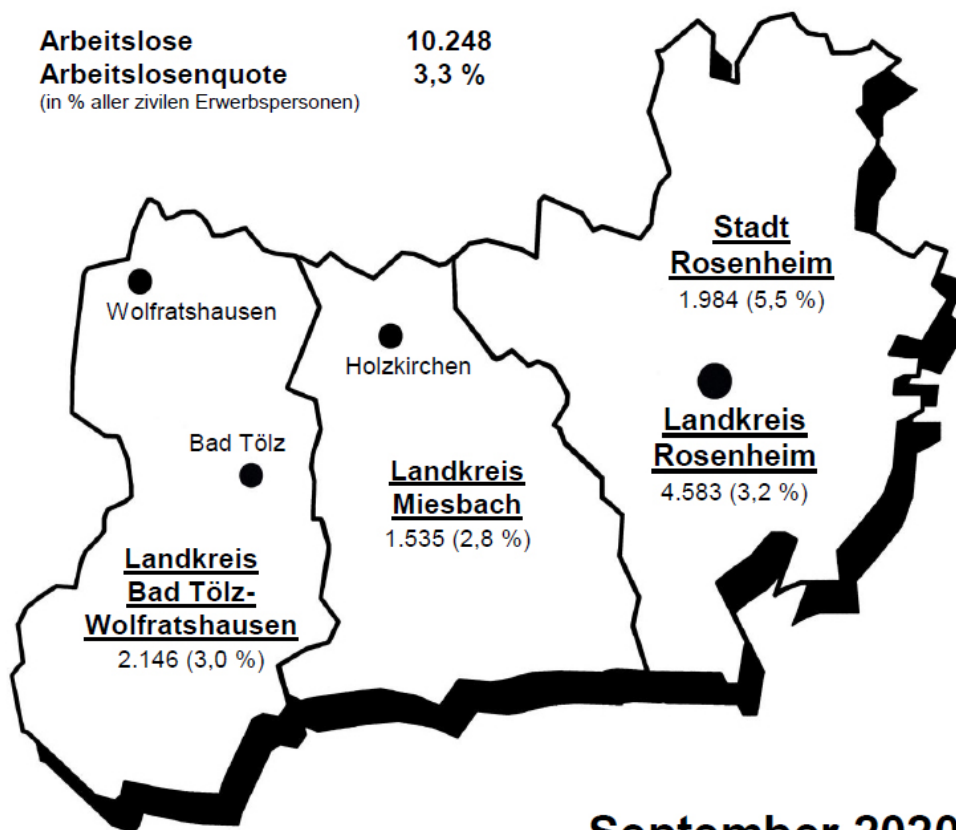 Arbeitslose 10.248
Arbeitslosenquote 3,3 %
(in % aller zivilen Erwerbspersonen)
Stadt
Rosenheim
1.984 (5,5 %)
Wolfratshausen
Holzkirchen
Bad Tölz
Landkreis
Rosenheim
4.583 (3,2 %)
Landkreis
Miesbach
1.535 (2,8 %)
Landkreis
Bad Tölz-
Wolfratshausen
2.146 (3,0 %)
September 2020